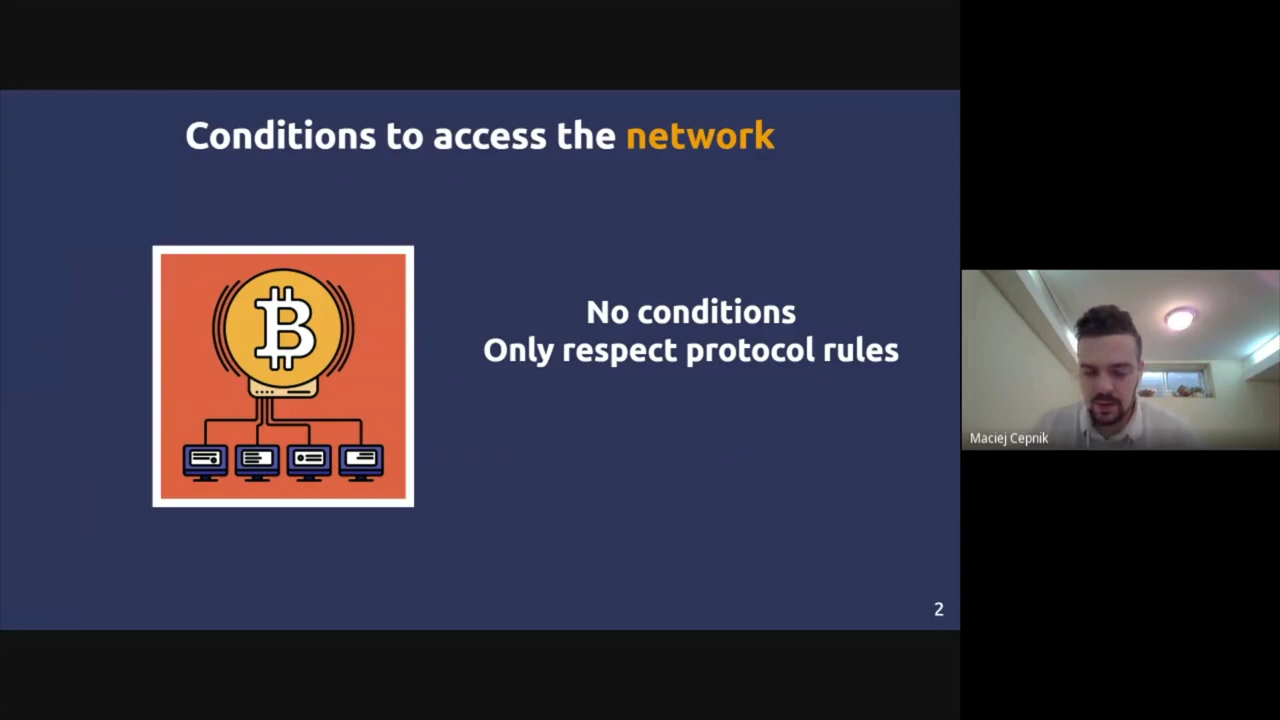 Conditions to access the network
No conditions
Only respect protocol rules
2
Maciej Cepnik